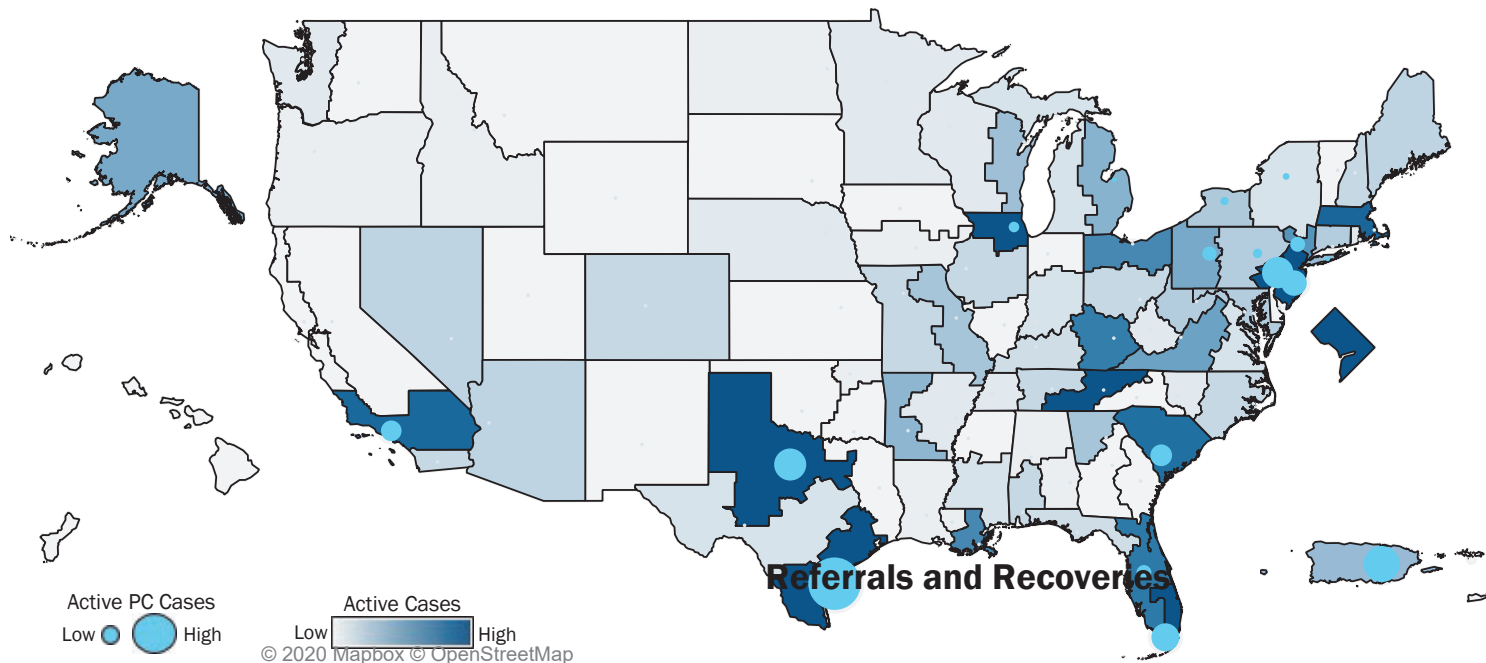 Referrals and Recoveries
Active PC Cases
Low High
Active Cases
Low High
© 2020 Mapbox © OpenStreetMap